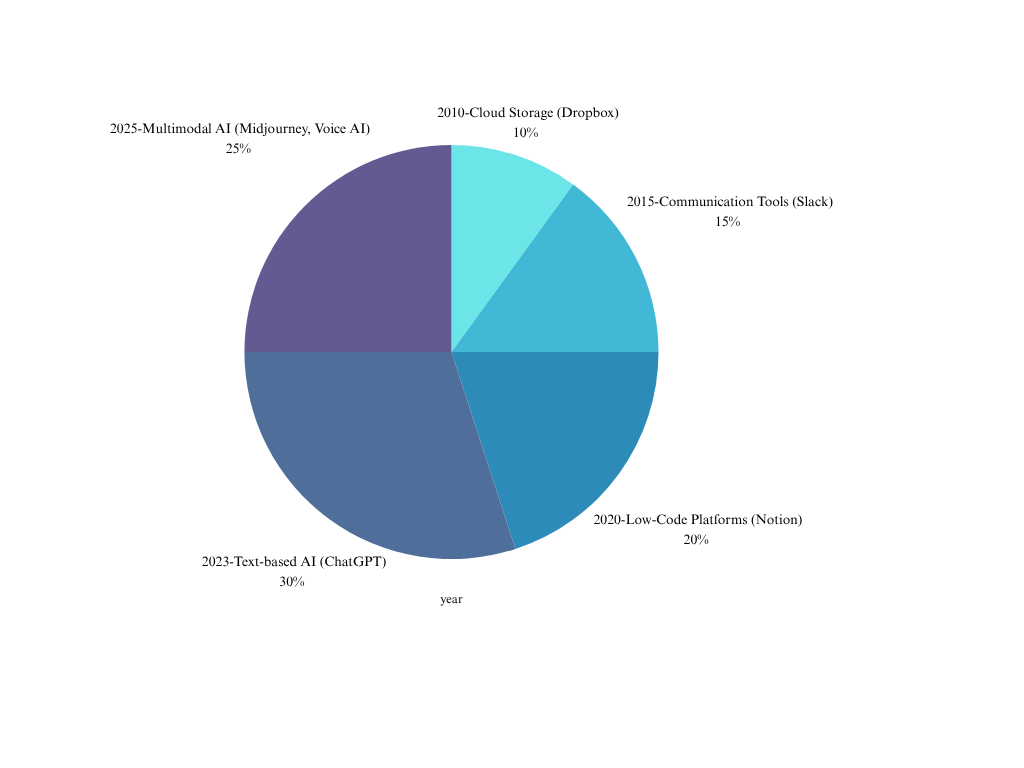 2010-Cloud Storage (Dropbox)
10%
2025-Multimodal AI (Midjourney, Voice AI)
25%
2015-Communication Tools (Slack)
15%
2020-Low-Code Platforms (Notion)
20%
2023-Text-based AI (ChatGPT)
30%
year